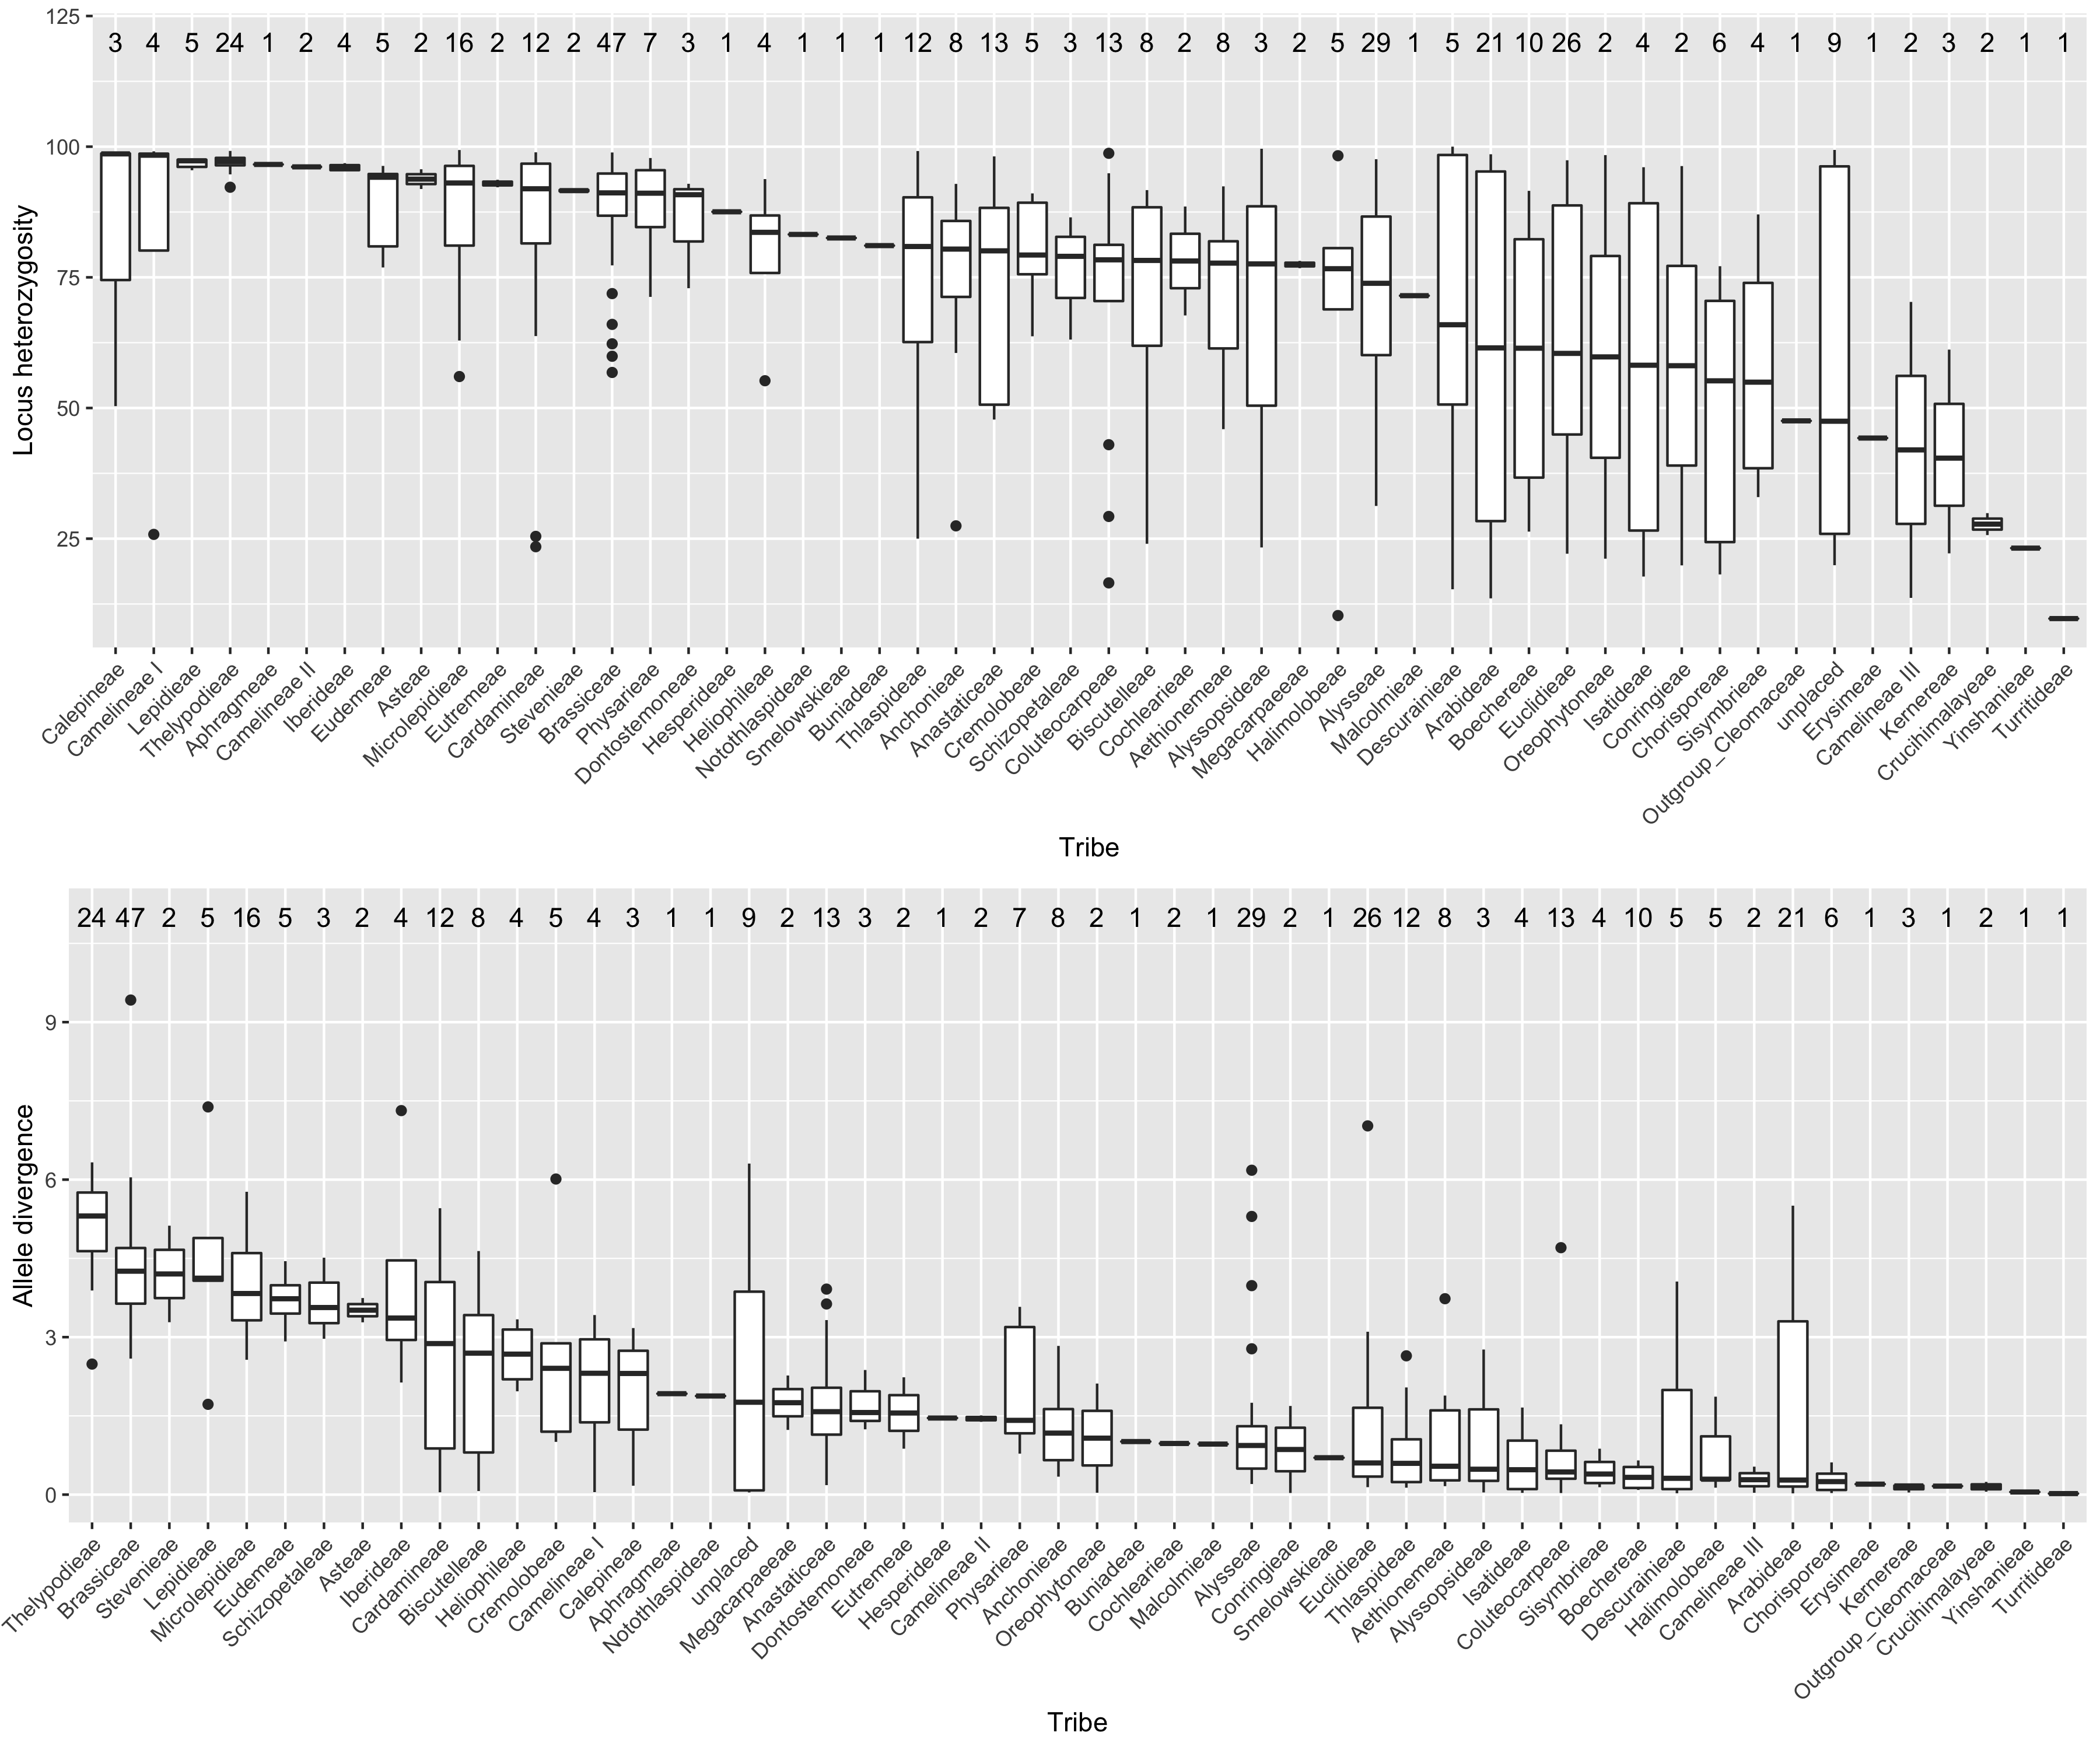 125
100
75
50
25
Locus heterozygosity
3 4 5 24 1 2 4 5 2 16 2 12 2 47 7 3 1 4 1 1 1 12 8 13 5 3 13 8 2 8 3 2 5 29 1 5 21 10 26 2 4 2 6 4 1 9 1 2 3 2 1 1
Calepineae
Camelineae I
Lepidieae
Thelypodieae
Aphragmeae
Camelineae II
Iberideae
Eudemeae
Asteae
Microlepidieae
Eutremeae
Cardamineae
Stevenieae
Brassiceae
Physarieae
Dontostemoneae
Hesperideae
Heliophileae
Notothlaspideae
Smelowskieae
Buniadeae
Thlaspideae
Anchonieae
Anastaticeae
Cremolobeae
Schizopetaleae
Coluteocarpeae
Biscutelleae
Cochlearieae
Aethionemeae
Alyssopsideae
Megacarpaeeae
Halimolobeae
Alysseae
Malcolmieae
Descurainieae
Arabideae
Boechereae
Euclidieae
Oreophytoneae
Isatideae
Conringieae
Chorisporeae
Sisymbrieae
Outgroup_Cleomaceae
unplaced
Erysimeae
Camelineae III
Kernereae
Crucihimalayeae
Yinshanieae
Turritideae
Tribe
24 47 2 5 16 5 3 2 4 12 8 4 5 4 3 1 1 9 2 13 3 2 1 2 7 8 2 1 2 1 29 2 1 26 12 8 3 4 13 4 10 5 5 2 21 6 1 3 1 2 1 1
9
6
3
0
Allele divergence
Thelypodieae
Brassiceae
Stevenieae
Lepidieae
Microlepidieae
Eudemeae
Schizopetaleae
Asteae
Iberideae
Cardamineae
Biscutelleae
Heliophileae
Cremolobeae
Camelineae I
Calepineae
Aphragmeae
Notothlaspideae
unplaced
Megacarpaeeae
Anastaticeae
Dontostemoneae
Eutremeae
Hesperideae
Camelineae II
Physarieae
Anchonieae
Oreophytoneae
Buniadeae
Cochlearieae
Malcolmieae
Alysseae
Conringieae
Smelowskieae
Euclidieae
Thlaspideae
Aethionemeae
Alyssopsideae
Isatideae
Coluteocarpeae
Sisymbrieae
Boechereae
Descurainieae
Halimolobeae
Camelineae III
Arabideae
Chorisporeae
Erysimeae
Kernereae
Outgroup_Cleomaceae
Crucihimalayeae
Yinshanieae
Turritideae
Tribe